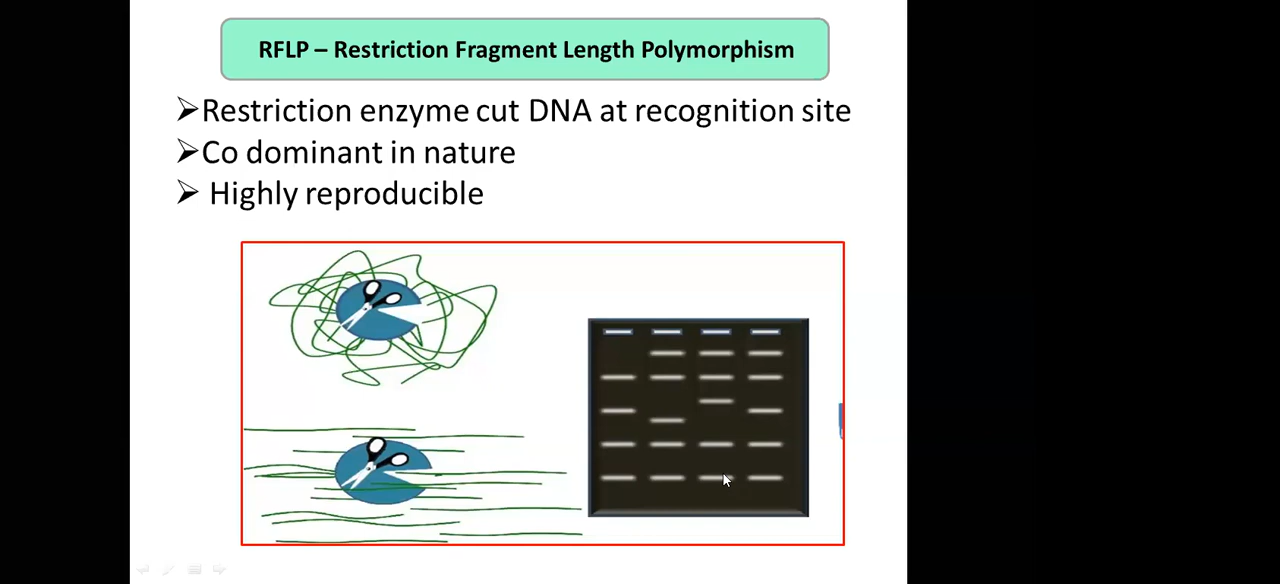 RFLP – Restriction Fragment Length Polymorphism
➢Restriction enzyme cut DNA at recognition site
➢Co dominant in nature
➢ Highly reproducible